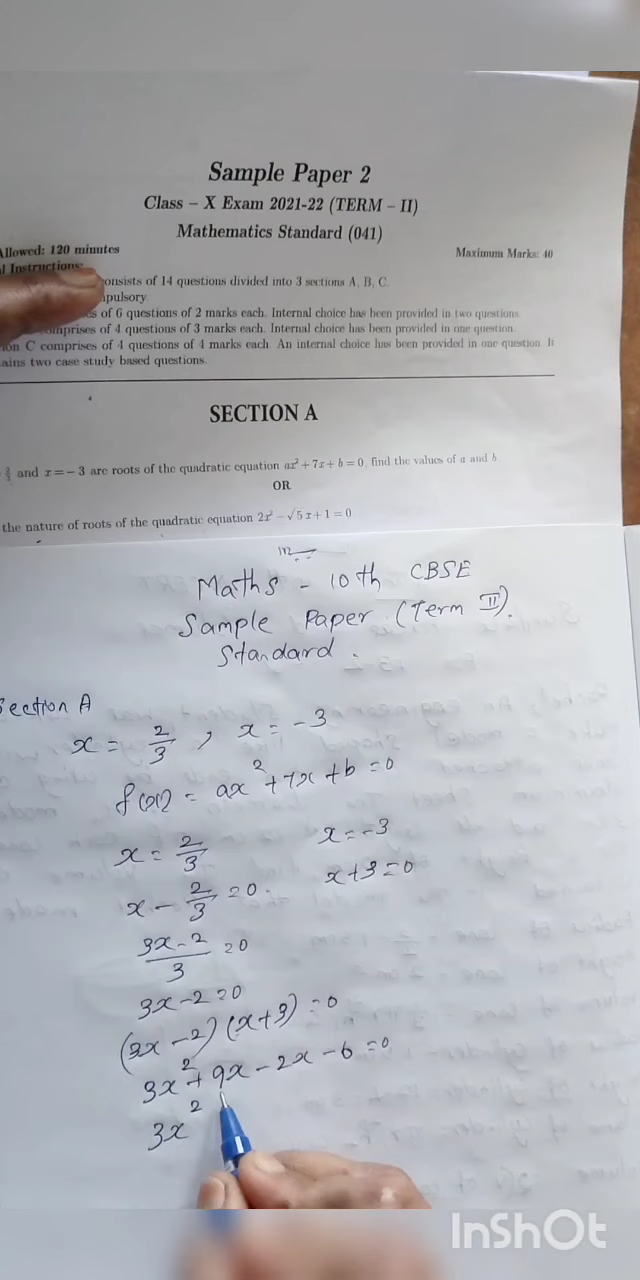 Sample Paper 2
Class – X Exam 2021-22 (TERM – II)
Mathematics Standard (041)
Allowed: 120 minutes Maximum Marks: 40
l Instructions:
onsists of 14 questions divided into 3 sections A, B, C.
pulsory.
of 6 questions of 2 marks each. Internal choice has been provided in two questions.
comprises of 4 questions of 3 marks each. Internal choice has been provided in one question.
on C comprises of 4 questions of 4 marks each. An internal choice has been provided in one question. It
ains two case study based questions.
SECTION A
2/3 and x = – 3 are roots of the quadratic equation ax² + 7x + b = 0, find the values of a and b.
OR
the nature of roots of the quadratic equation 2x² – √5 x + 1 = 0
Maths - 10th CBSE
Sample Paper (Term II).
Standard.
Section A
x = 2/3 , x = -3
f(x) = ax² + 7x + b = 0
x = 2/3 x = -3
x - 2/3 = 0. x + 3 = 0
3x - 2/3 = 0
3x - 2 = 0
(3x - 2) (x + 3) = 0
3x² + 9x - 2x - 6 = 0
3x²
InShOt